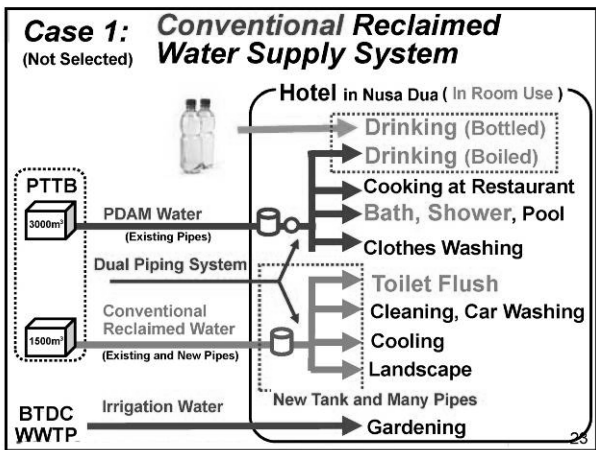 Case 1: Conventional Reclaimed
(Not Selected) Water Supply System
Hotel in Nusa Dua ( In Room Use )
Drinking (Bottled)
Drinking (Boiled)
PTTB
Cooking at Restaurant
3000m³
PDAM Water
Bath, Shower, Pool
(Existing Pipes)
Clothes Washing
Dual Piping System
Toilet Flush
Conventional
Reclaimed Water
Cleaning, Car Washing
1500m³
Cooling
(Existing and New Pipes)
Landscape
New Tank and Many Pipes
BTDC
WWTP
Irrigation Water
Gardening
23